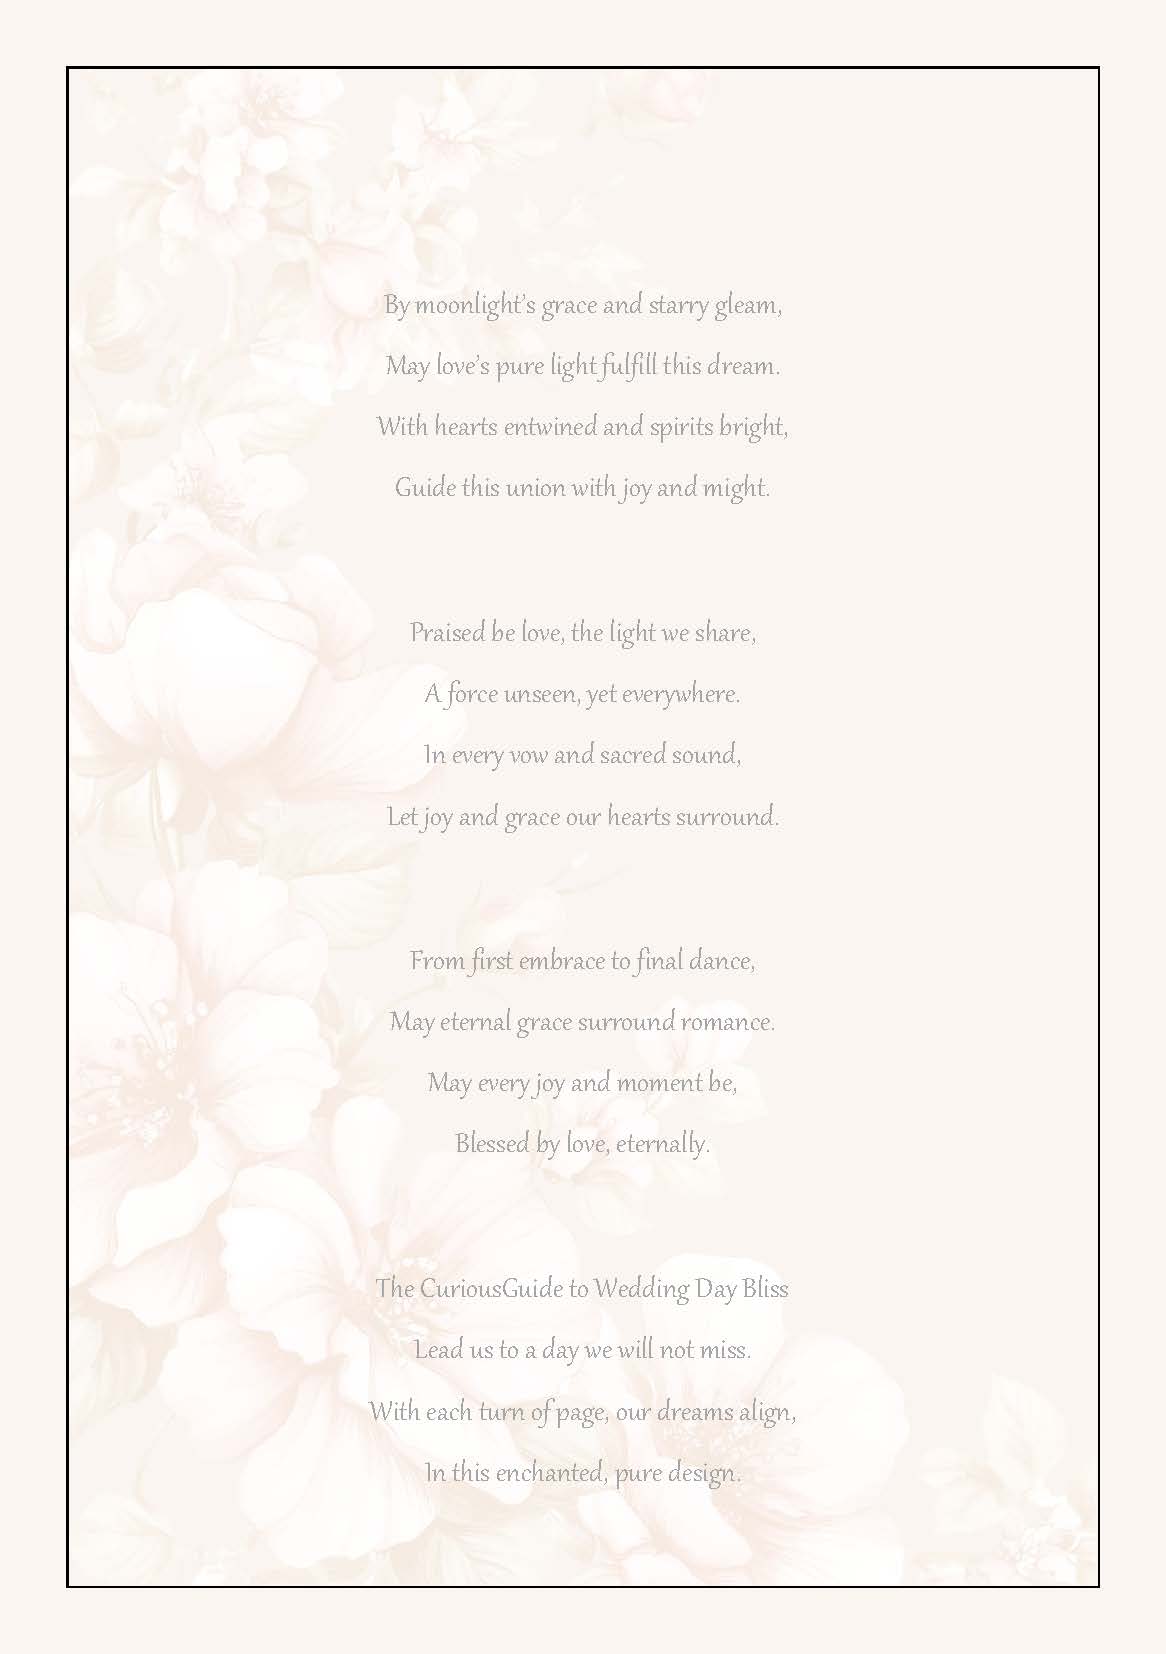 By moonlight’s grace and starry gleam,
May love’s pure light fulfill this dream.
With hearts entwined and spirits bright,
Guide this union with joy and might.
Praised be love, the light we share,
A force unseen, yet everywhere.
In every vow and sacred sound,
Let joy and grace our hearts surround.
From first embrace to final dance,
May eternal grace surround romance.
May every joy and moment be,
Blessed by love, eternally.
The CuriousGuide to Wedding Day Bliss
Lead us to a day we will not miss.
With each turn of page, our dreams align,
In this enchanted, pure design.